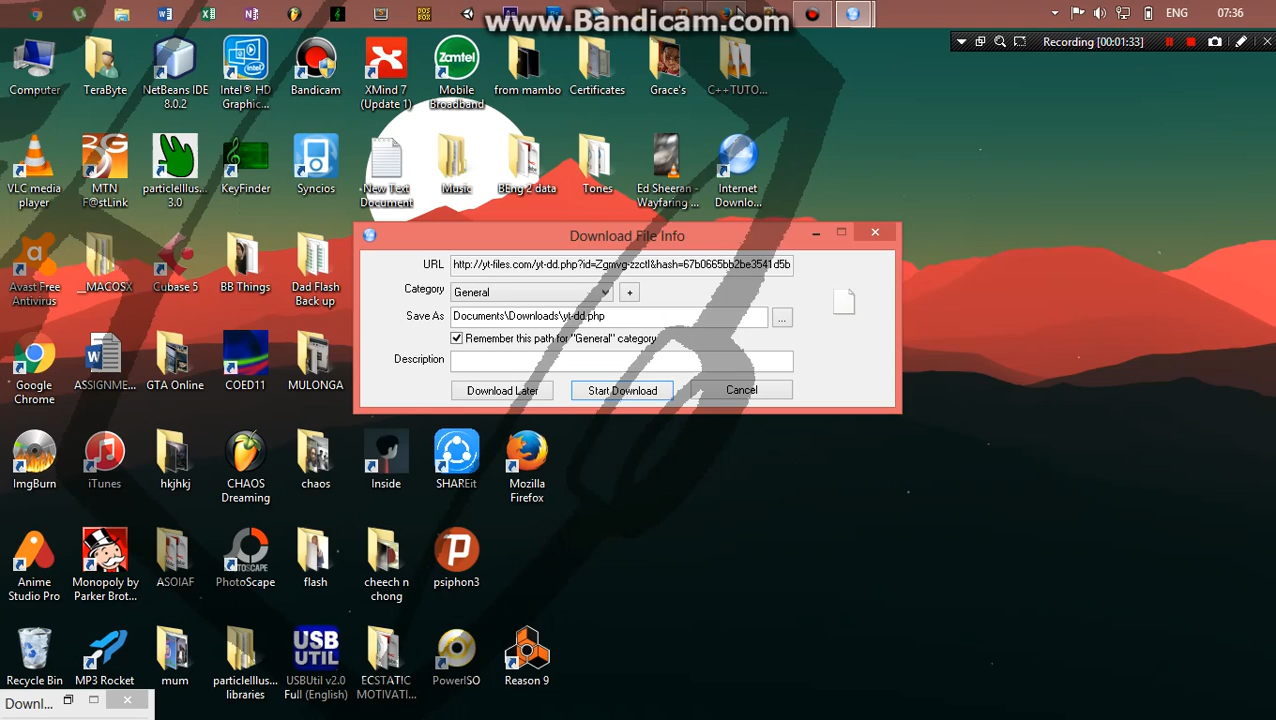 www.Bandicam.com
ENG
07:36
Recording [00:01:33]
Computer
TeraByte
NetBeans IDE
8.0.2
Intel® HD
Graphic...
Bandicam
XMind 7
(Update 1)
Zamtel
Mobile
Broadband
from mambo
Certificates
Grace's
C++TUTO...
VLC media
player
MTN
F@stLink
particleIllus...
3.0
KeyFinder
Syncios
New Text
Document
Music
BEng 2 data
Tones
Ed Sheeran -
Wayfaring ...
Internet
Downlo...
Download File Info
URL
http://yt-files.com/yt-dd.php?id=Zgmvg-zzctI&hash=67b0665bb2be3541d5b
Category
General
+
Save As
Documents\Downloads\yt-dd.php
...
Remember this path for "General" category
Description
Download Later
Start Download
Cancel
Avast Free
Antivirus
__MACOSX
Cubase 5
BB Things
Dad Flash
Back up
Google
Chrome
ASSIGNME...
GTA Online
COED11
MULONGA
ImgBurn
iTunes
hkjhkj
CHAOS
Dreaming
chaos
Inside
SHAREit
Mozilla
Firefox
Anime
Studio Pro
Monopoly by
Parker Brot...
ASOIAF
PhotoScape
flash
cheech n
chong
psiphon3
Recycle Bin
MP3 Rocket
mum
particleIllus...
libraries
USB
UTIL
USBUtil v2.0
Full (English)
ECSTATIC
MOTIVATI...
PowerISO
Reason 9
Downl...